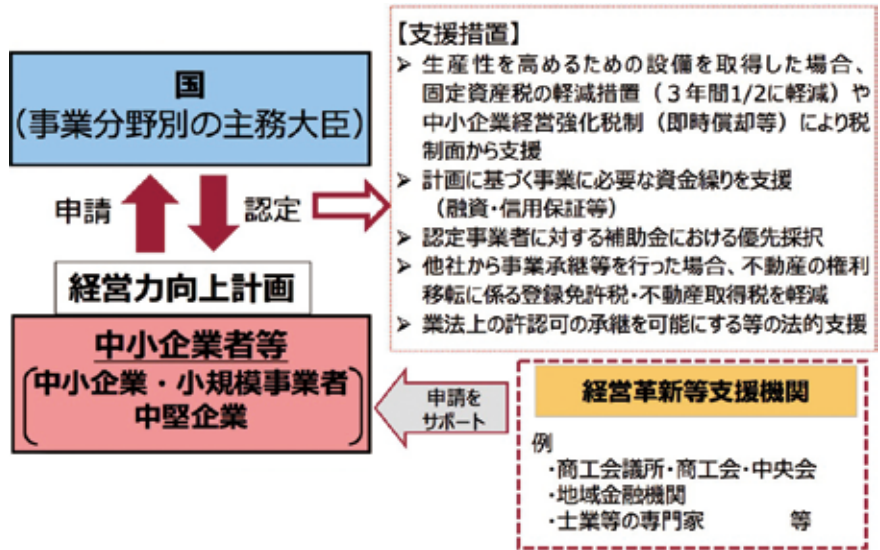 国
(事業分野別の主務大臣)
申請
認定
経営力向上計画
中小企業者等
中小企業・小規模事業者
中堅企業
【支援措置】
➤ 生産性を高めるための設備を取得した場合、
固定資産税の軽減措置（３年間1/2に軽減）や
中小企業経営強化税制（即時償却等）により税
制面から支援
➤ 計画に基づく事業に必要な資金繰りを支援
（融資・信用保証等）
➤ 認定事業者に対する補助金における優先採択
➤ 他社から事業承継等を行った場合、不動産の権利
移転に係る登録免許税・不動産取得税を軽減
➤ 業法上の許認可の承継を可能にする等の法的支援
申請を
サポート
経営革新等支援機関
例
・商工会議所・商工会・中央会
・地域金融機関
・士業等の専門家　　　等